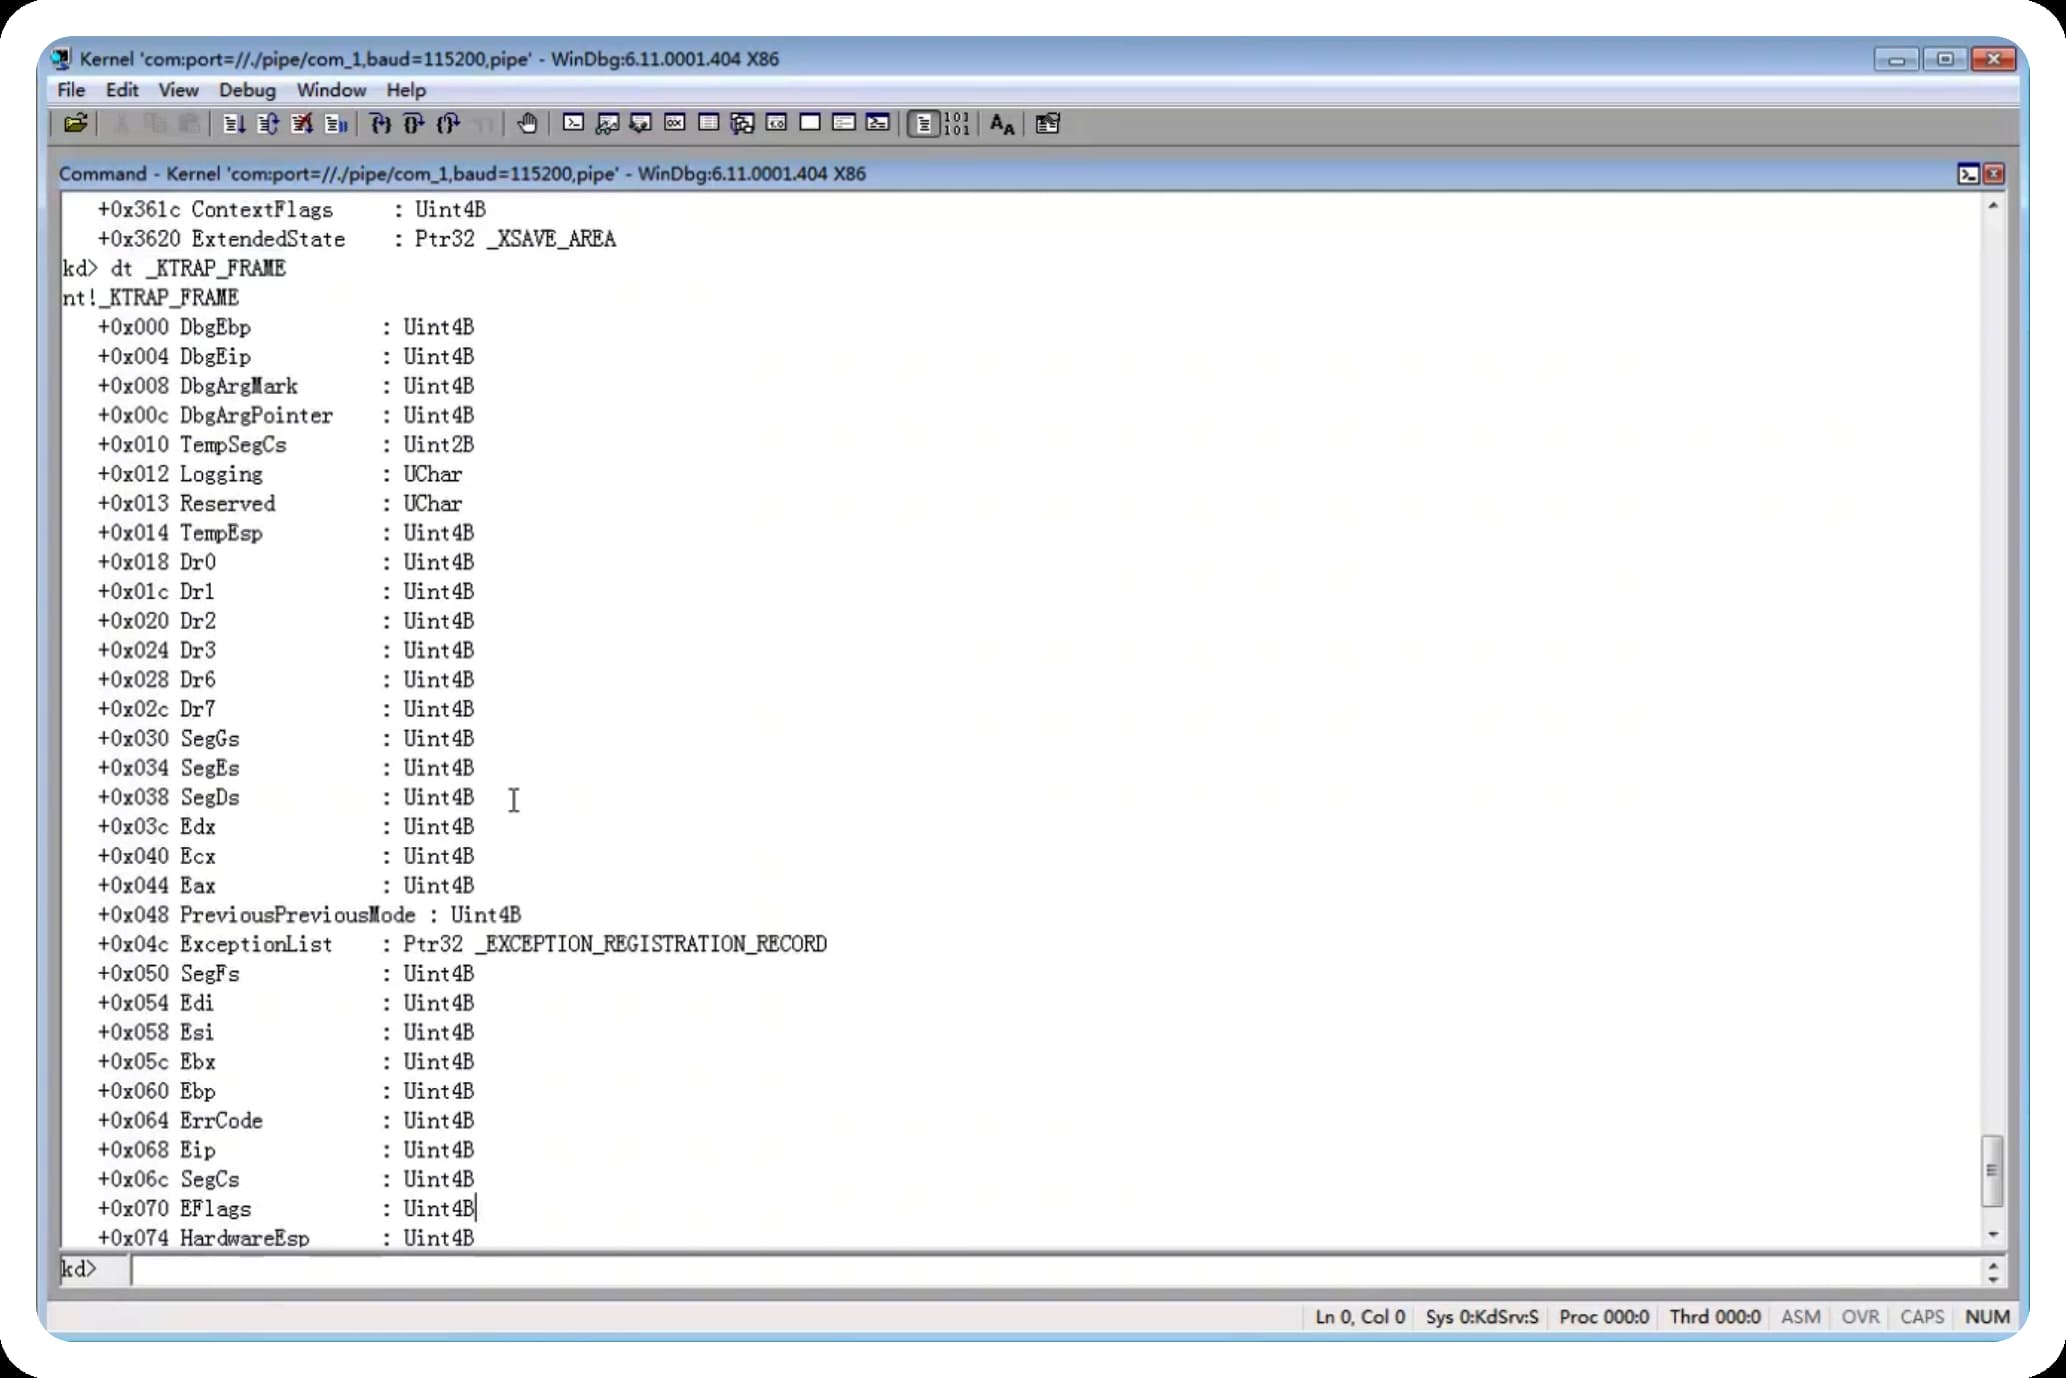 Kernel 'com:port=//./pipe/com_1,baud=115200,pipe' - WinDbg:6.11.0001.404 X86
File Edit View Debug Window Help
Command - Kernel 'com:port=//./pipe/com_1,baud=115200,pipe' - WinDbg:6.11.0001.404 X86
+0x361c ContextFlags : Uint4B
+0x3620 ExtendedState : Ptr32 _XSAVE_AREA
kd> dt _KTRAP_FRAME
nt!_KTRAP_FRAME
+0x000 DbgEbp : Uint4B
+0x004 DbgEip : Uint4B
+0x008 DbgArgMark : Uint4B
+0x00c DbgArgPointer : Uint4B
+0x010 TempSegCs : Uint2B
+0x012 Logging : UChar
+0x013 Reserved : UChar
+0x014 TempEsp : Uint4B
+0x018 Dr0 : Uint4B
+0x01c Dr1 : Uint4B
+0x020 Dr2 : Uint4B
+0x024 Dr3 : Uint4B
+0x028 Dr6 : Uint4B
+0x02c Dr7 : Uint4B
+0x030 SegGs : Uint4B
+0x034 SegEs : Uint4B
+0x038 SegDs : Uint4B
+0x03c Edx : Uint4B
+0x040 Ecx : Uint4B
+0x044 Eax : Uint4B
+0x048 PreviousPreviousMode : Uint4B
+0x04c ExceptionList : Ptr32 _EXCEPTION_REGISTRATION_RECORD
+0x050 SegFs : Uint4B
+0x054 Edi : Uint4B
+0x058 Esi : Uint4B
+0x05c Ebx : Uint4B
+0x060 Ebp : Uint4B
+0x064 ErrCode : Uint4B
+0x068 Eip : Uint4B
+0x06c SegCs : Uint4B
+0x070 EFlags : Uint4B
+0x074 HardwareEsp : Uint4B
kd>
Ln 0, Col 0 Sys 0:KdSrv:S Proc 000:0 Thrd 000:0 ASM OVR CAPS NUM